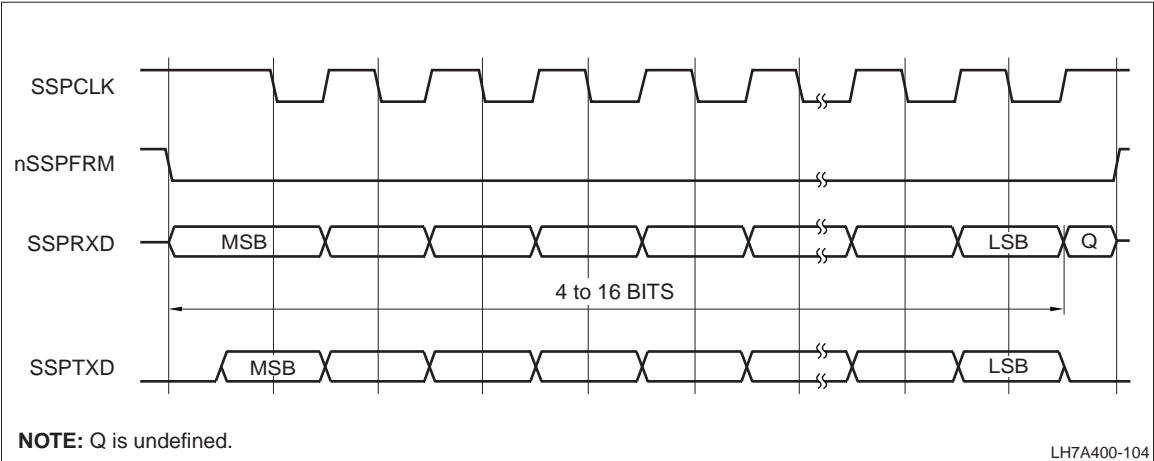 SSPCLK
nSSPFRM
SSPRXD
MSB
LSB
Q
4 to 16 BITS
SSPTXD
MSB
LSB
NOTE: Q is undefined.
LH7A400-104